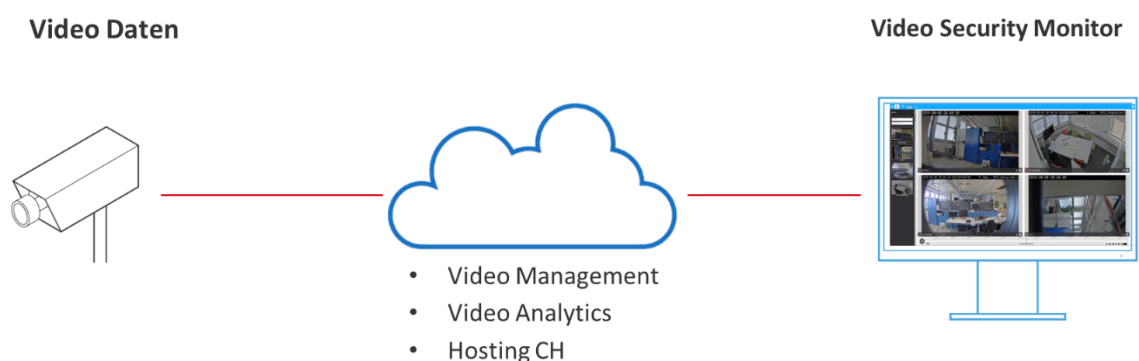 Video Daten
Video Security Monitor
• Video Management
• Video Analytics
• Hosting CH